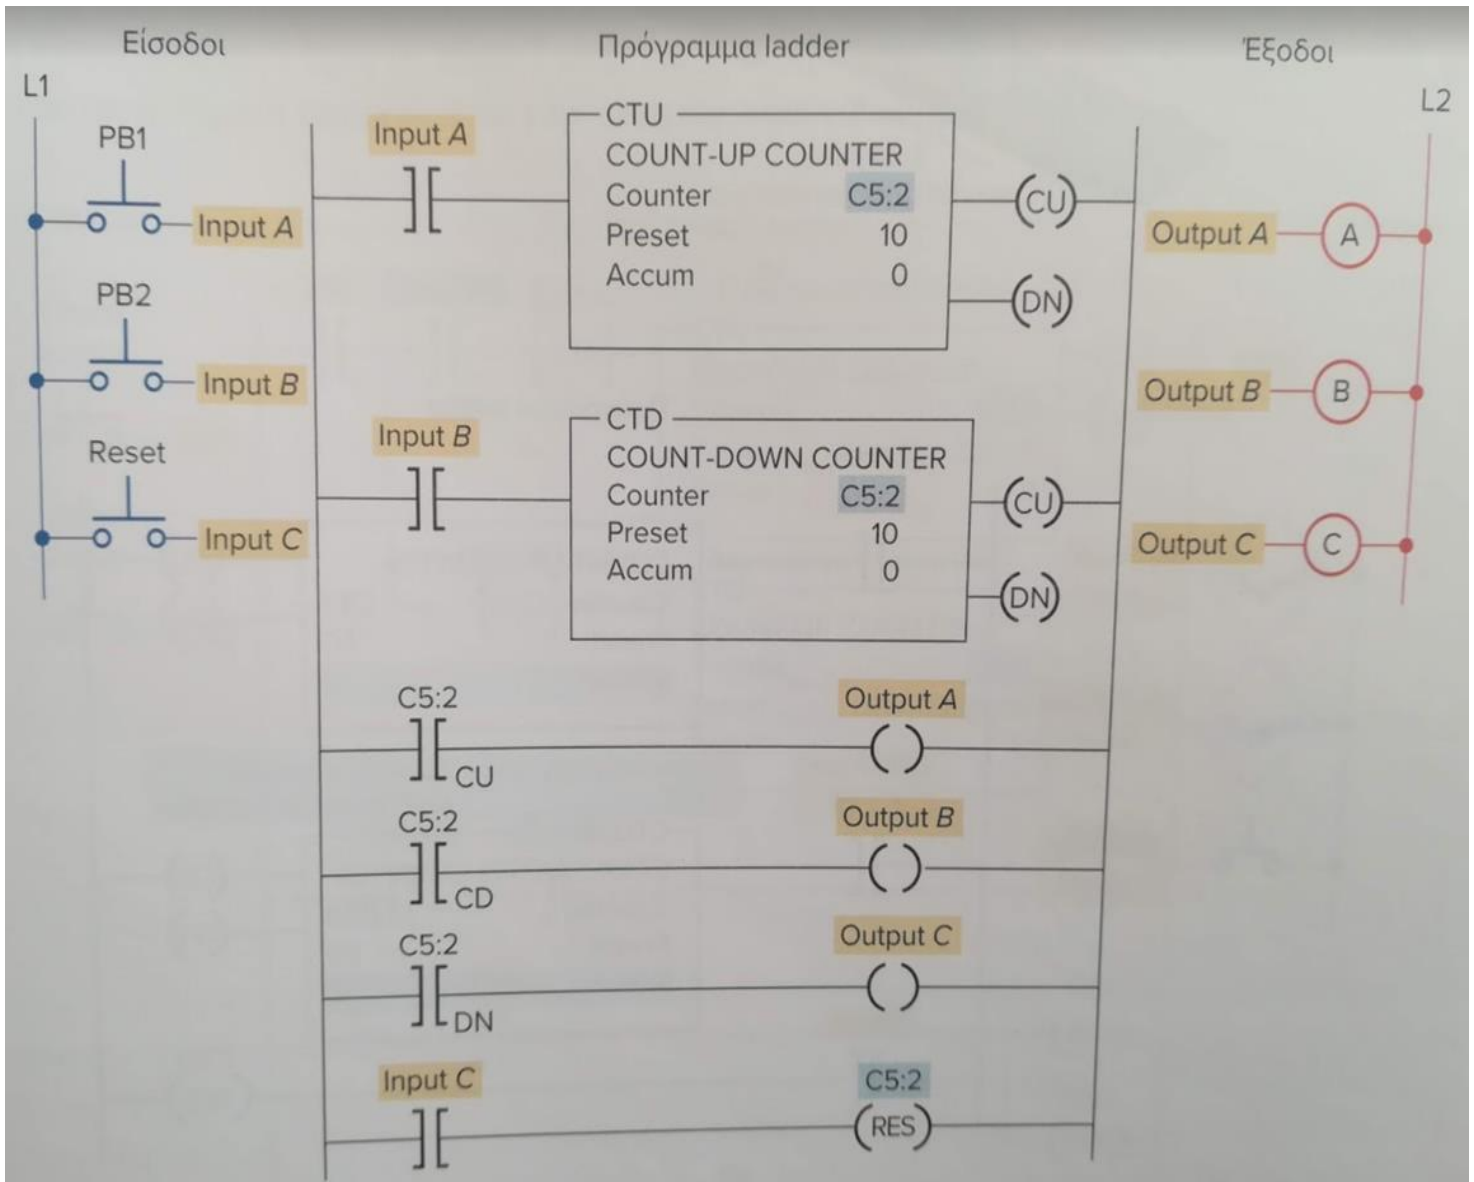 Είσοδοι
Πρόγραμμα ladder
Έξοδοι
L1
L2
PB1
Input A
PB2
Input B
Reset
Input C
Input A
CTU
COUNT-UP COUNTER
Counter C5:2
Preset 10
Accum 0
CU
DN
Input B
CTD
COUNT-DOWN COUNTER
Counter C5:2
Preset 10
Accum 0
CU
DN
C5:2
CU
Output A
C5:2
CD
Output B
C5:2
DN
Output C
Input C
C5:2
RES
Output A A
Output B B
Output C C